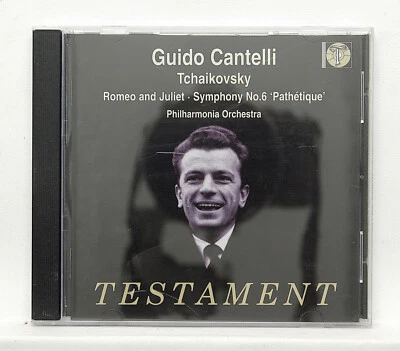 Guido Cantelli
Tchaikovsky
Romeo and Juliet · Symphony No.6 'Pathétique'
Philharmonia Orchestra
TESTAMENT